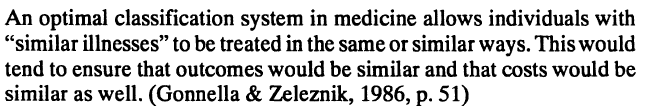 An optimal classification system in medicine allows individuals with
“similar illnesses” to be treated in the same or similar ways. This would
tend to ensure that outcomes would be similar and that costs would be
similar as well. (Gonnella & Zeleznik, 1986, p. 51)